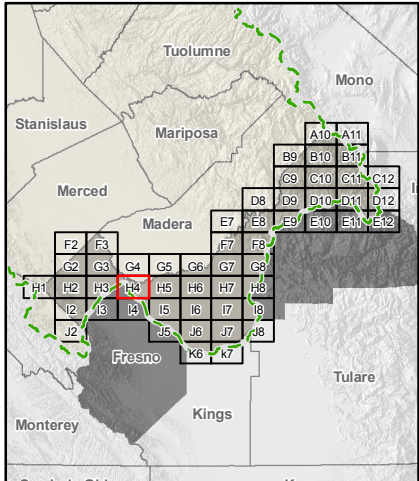 Tuolumne
Mono
Stanislaus
A10 A11
Mariposa
B9 B10 B11
C9 C10 C11 C12
Merced
D8 D9 D10 D11 D12
Madera
E7 E8 E9 E10 E11 E12
F2 F3 F7 F8
G2 G3 G4 G5 G6 G7 G8
H1 H2 H3 H4 H5 H6 H7 H8
I2 I3 I4 I5 I6 I7 I8
J2 J5 J6 J7 J8
Fresno
K6 k7
Tulare
Kings
Monterey